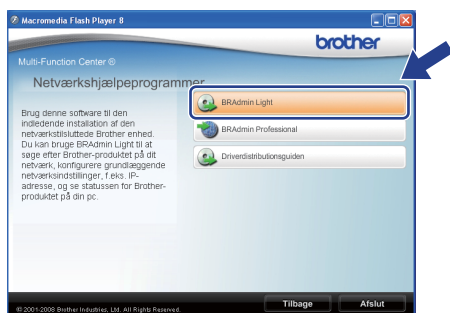 Macromedia Flash Player 8
brother
Multi-Function Center ®
Netværkshjælpeprogrammer
Brug denne software til den
indledende installation af den
netværkstilsluttede Brother enhed.
Du kan bruge BRAdmin Light til at
søge efter Brother-produktet på dit
netværk, konfigurere grundlæggende
netværksindstillinger, f.eks. IP-
adresse, og se statussen for Brother-
produktet på din pc.
BRAdmin Light
BRAdmin Professional
Driverdistributionsguiden
© 2001-2008 Brother Industries, Ltd. All Rights Reserved.
Tilbage
Afslut